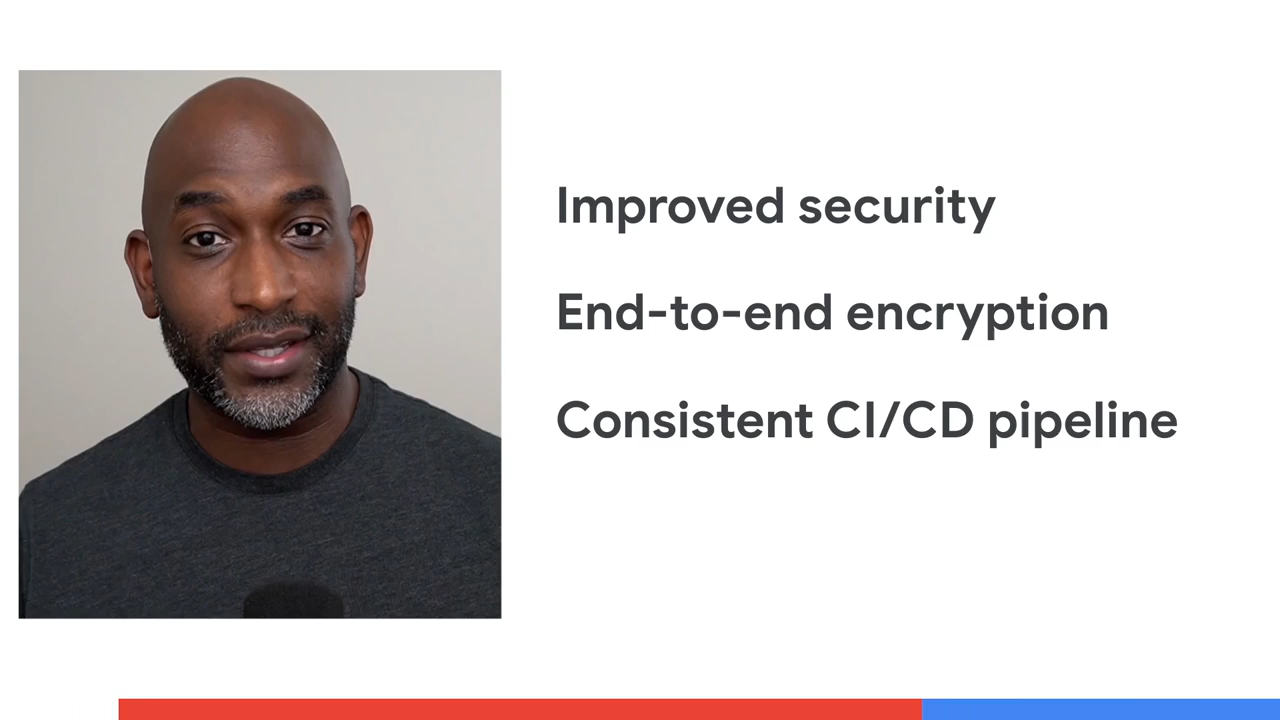 Improved security
End-to-end encryption
Consistent CI/CD pipeline